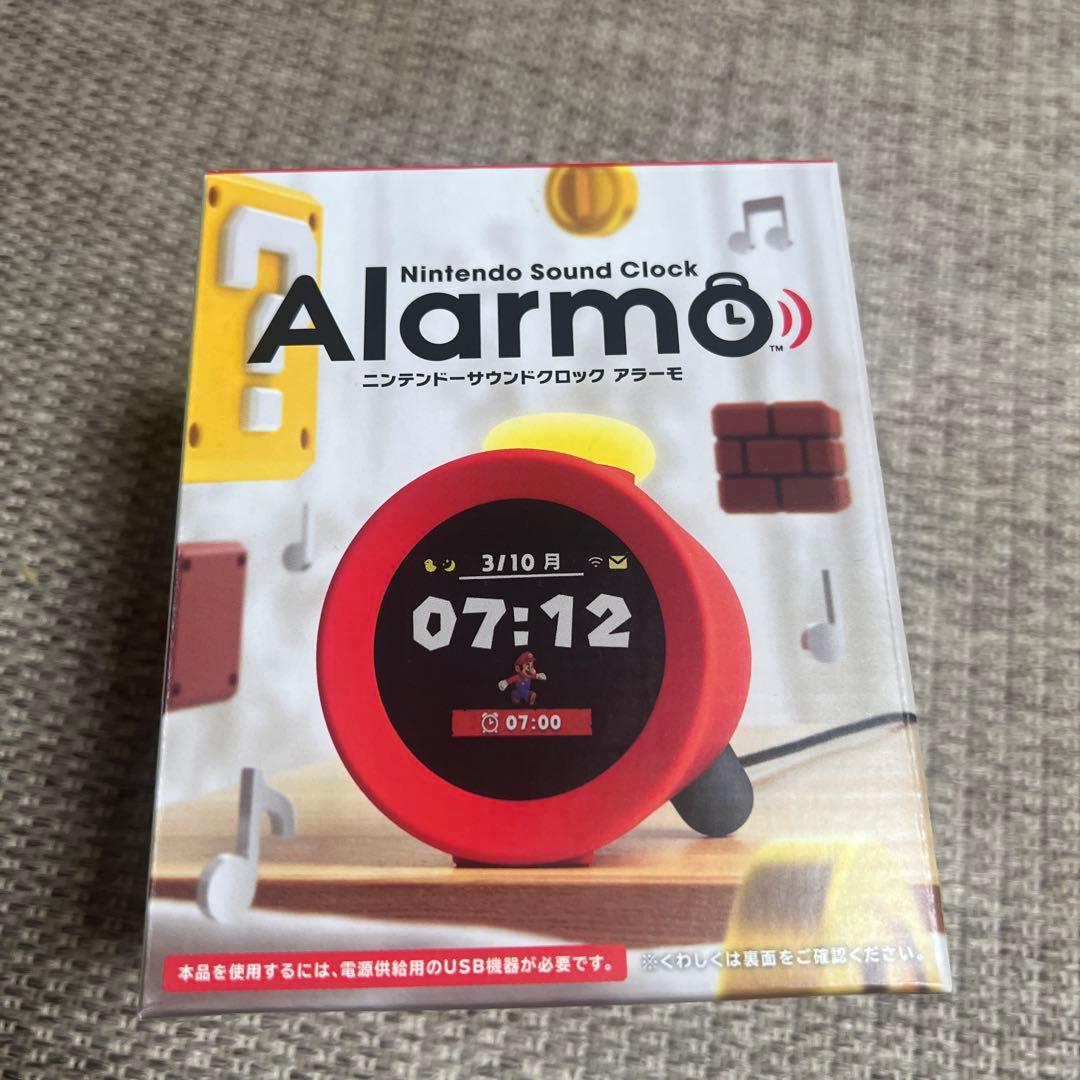 Nintendo Sound Clock
Alarmo
TM
ニンテンドーサウンドクロック アラーモ
3/10 月
07:12
07:00
本品を使用するには、電源供給用のUSB機器が必要です。 ※くわしくは裏面をご確認ください。